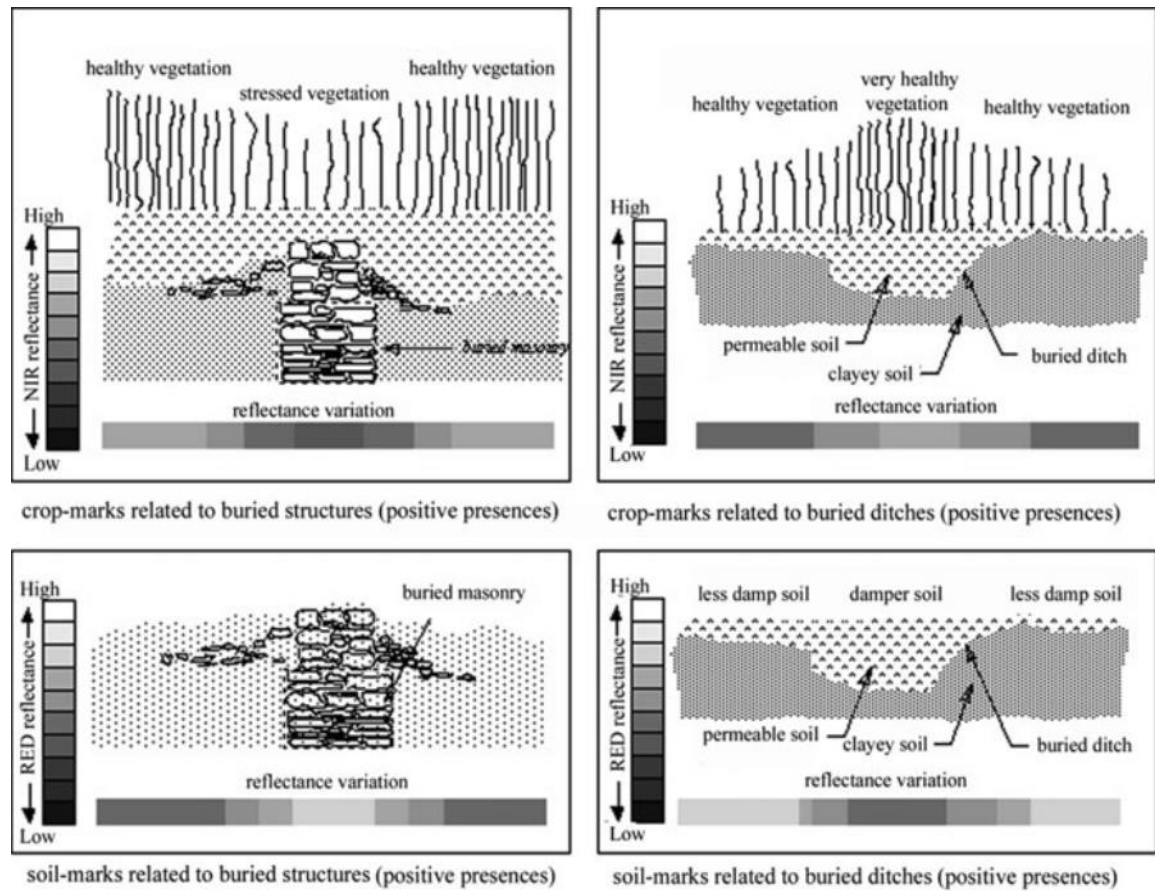 healthy vegetation
healthy vegetation
stressed vegetation
High
NIR reflectance
Low
buried masonry
reflectance variation
crop-marks related to buried structures (positive presences)
very healthy
vegetation
healthy vegetation
healthy vegetation
High
NIR reflectance
Low
permeable soil
clayey soil
buried ditch
reflectance variation
crop-marks related to buried ditches (positive presences)
High
RED reflectance
Low
buried masonry
reflectance variation
soil-marks related to buried structures (positive presences)
High
RED reflectance
Low
less damp soil
damper soil
less damp soil
permeable soil
clayey soil
buried ditch
reflectance variation
soil-marks related to buried ditches (positive presences)